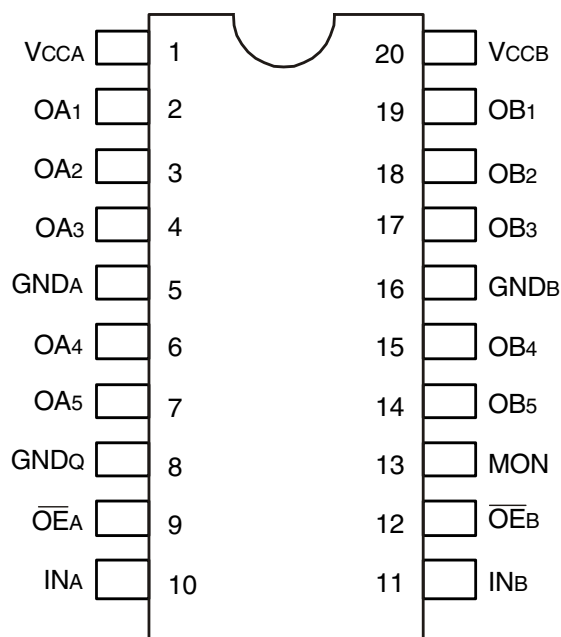 VCCA 1 20 VCCB
OA1 2 19 OB1
OA2 3 18 OB2
OA3 4 17 OB3
GNDA 5 16 GNDB
OA4 6 15 OB4
OA5 7 14 OB5
GNDQ 8 13 MON
O̅E̅A 9 12 O̅E̅B
INA 10 11 INB